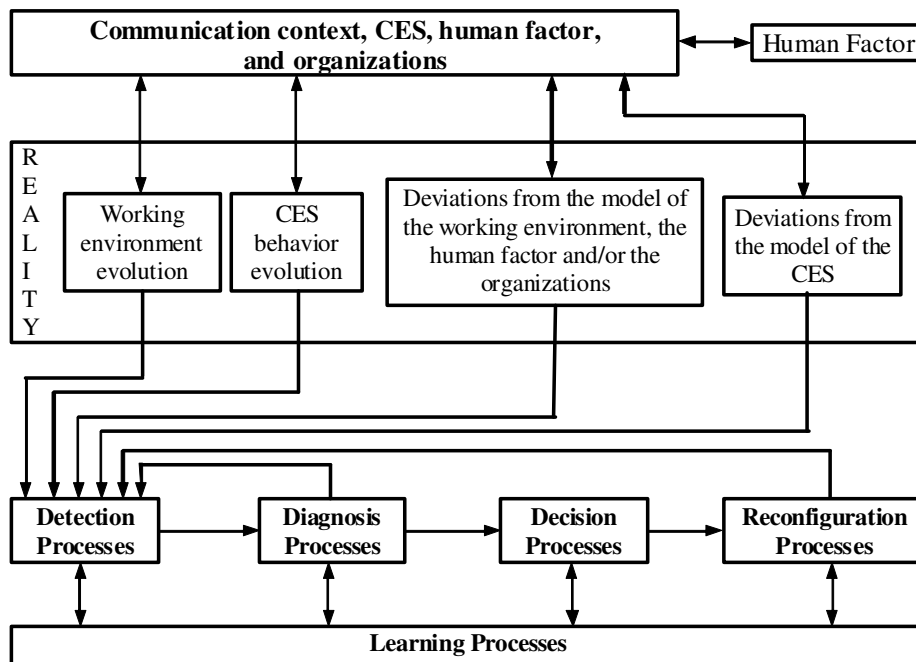 Communication context, CES, human factor,
and organizations
Human Factor
R
E
A
L
I
T
Y
Working
environment
evolution
CES
behavior
evolution
Deviations from the model of
the working environment, the
human factor and/or the
organizations
Deviations from
the model of the
CES
Detection
Processes
Diagnosis
Processes
Decision
Processes
Reconfiguration
Processes
Learning Processes